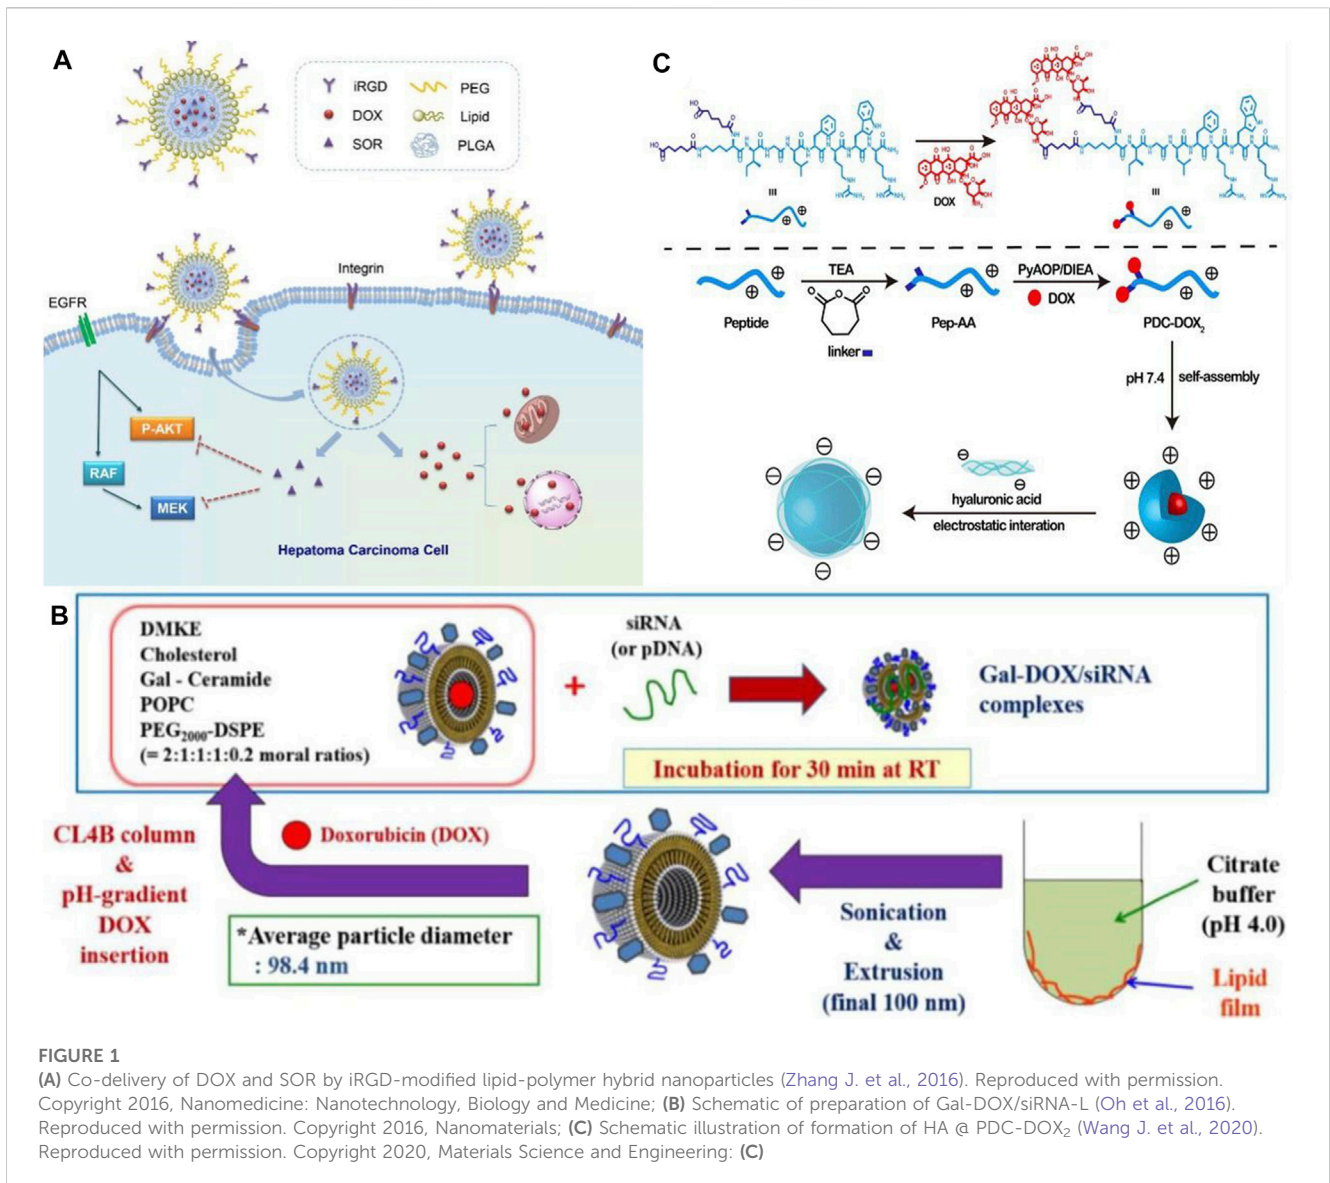 A
iRGD
DOX
SOR
PEG
Lipid
PLGA
EGFR
Integrin
P-AKT
RAF
MEK
Hepatoma Carcinoma Cell
C
DOX
III
III
TEA
PyAOP/DIEA
DOX
Peptide
Pep-AA
PDC-DOX2
linker
pH 7.4
self-assembly
hyaluronic acid
electrostatic interation
B
DMKE
Cholesterol
Gal - Ceramide
POPC
PEG2000-DSPE
(= 2:1:1:1:0.2 moral ratios)
+
siRNA
(or pDNA)
Incubation for 30 min at RT
Gal-DOX/siRNA
complexes
CL4B column
&
pH-gradient
DOX
insertion
Doxorubicin (DOX)
*Average particle diameter
: 98.4 nm
Sonication
&
Extrusion
(final 100 nm)
Citrate
buffer
(pH 4.0)
Lipid
film
FIGURE 1
(A) Co-delivery of DOX and SOR by iRGD-modified lipid-polymer hybrid nanoparticles (Zhang J. et al., 2016). Reproduced with permission.
Copyright 2016, Nanomedicine: Nanotechnology, Biology and Medicine; (B) Schematic of preparation of Gal-DOX/siRNA-L (Oh et al., 2016).
Reproduced with permission. Copyright 2016, Nanomaterials; (C) Schematic illustration of formation of HA @ PDC-DOX2 (Wang J. et al., 2020).
Reproduced with permission. Copyright 2020, Materials Science and Engineering: (C)